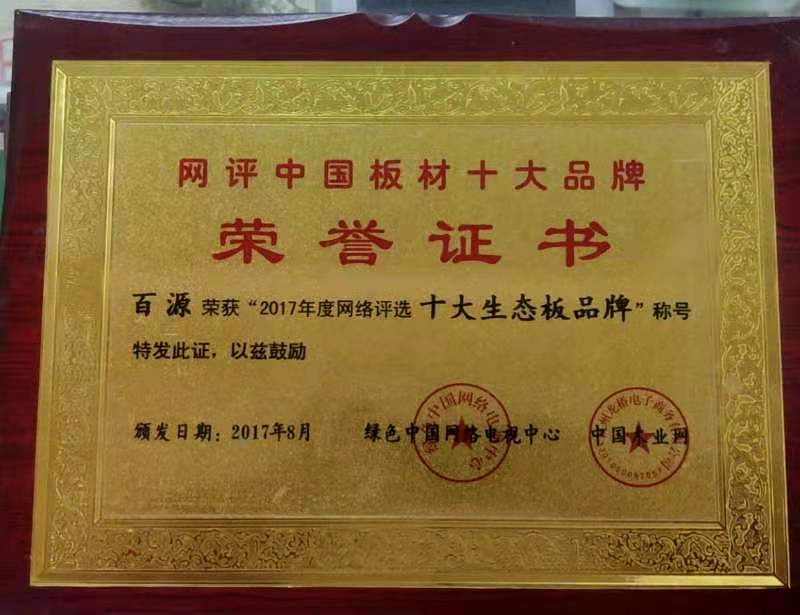 网评中国板材十大品牌
荣誉证书
百源荣获“2017年度网络评选十大生态板品牌”称号
特发此证，以兹鼓励
颁发日期：2017年8月 绿色中国网络电视中心 中国木业网